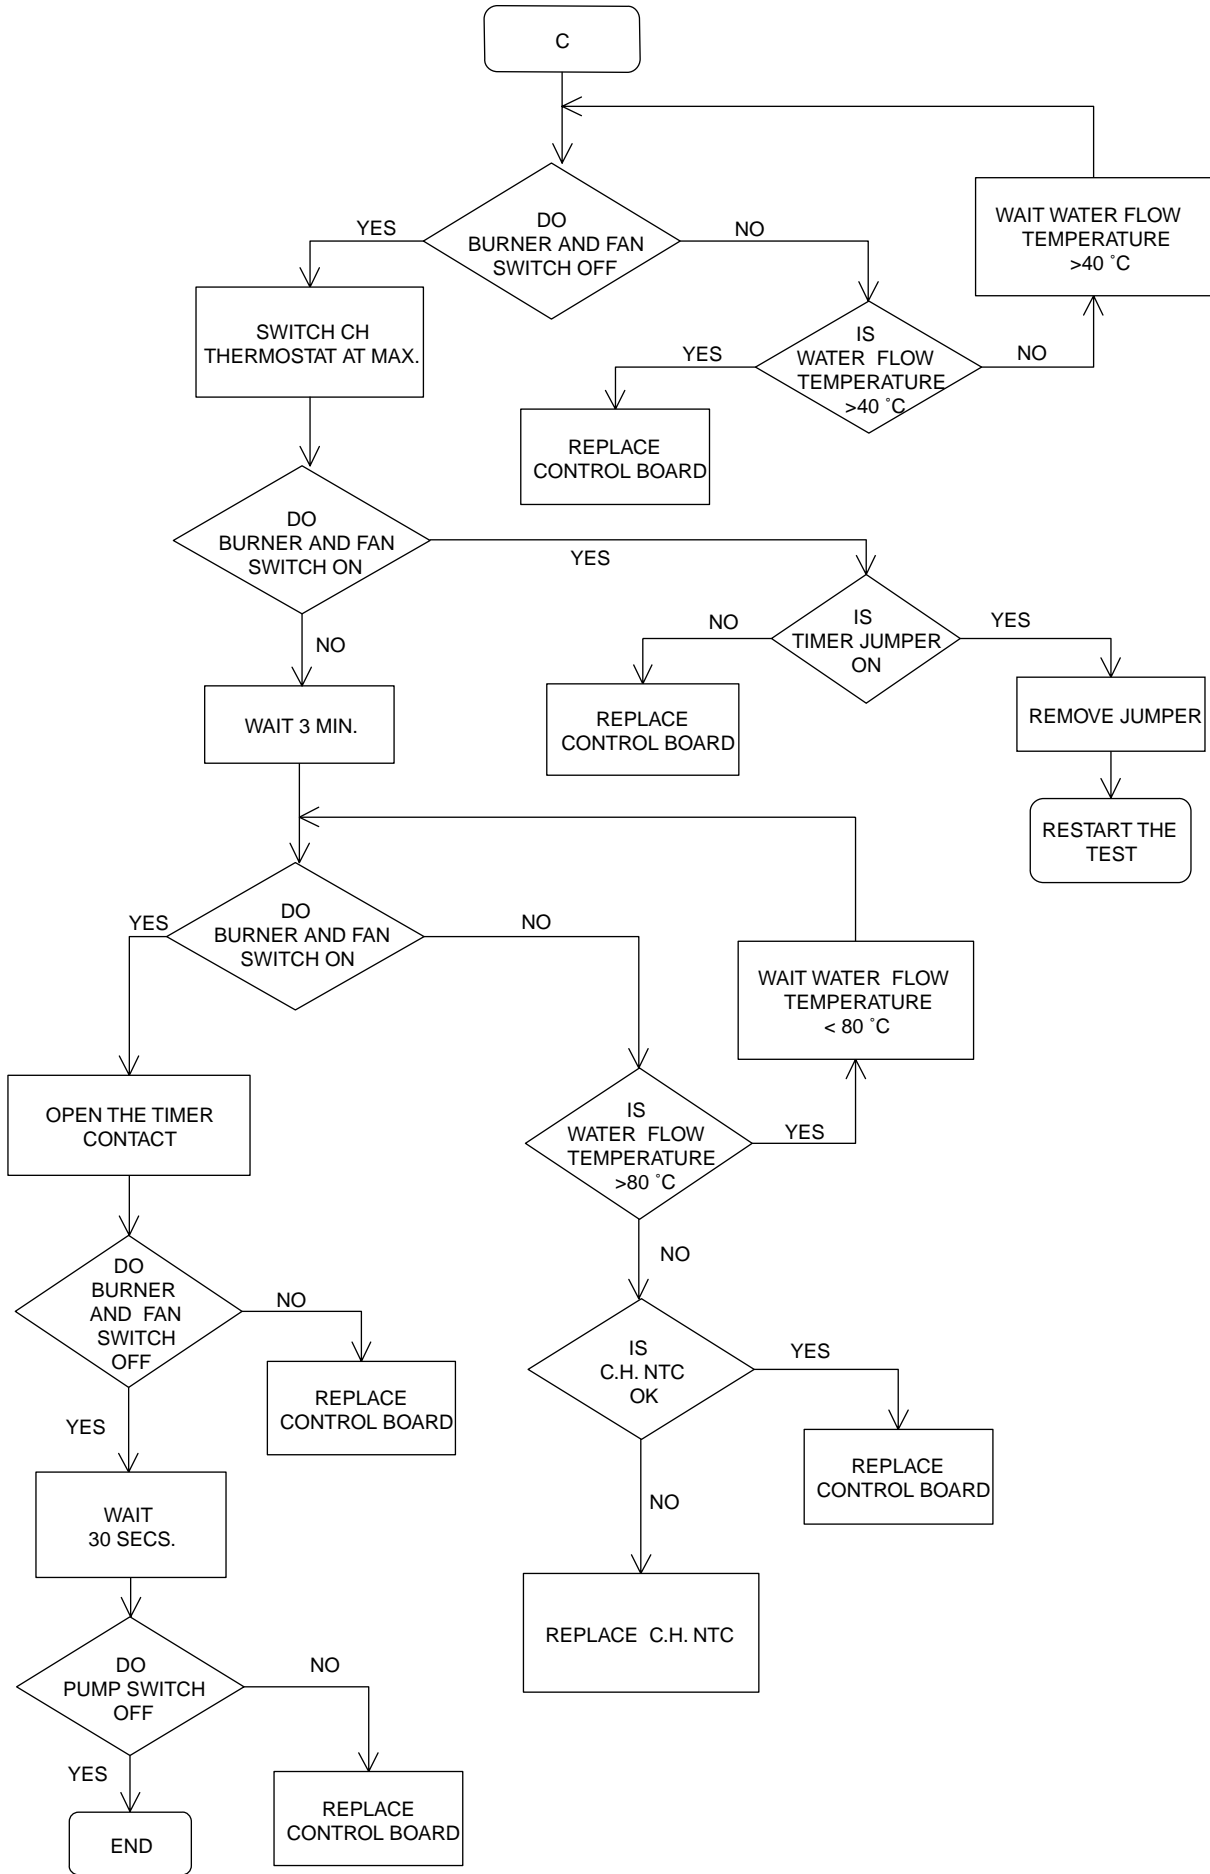 C
DO
BURNER AND FAN
SWITCH OFF
YES
NO
WAIT WATER FLOW
TEMPERATURE
>40 ˚C
SWITCH CH
THERMOSTAT AT MAX.
IS
WATER FLOW
TEMPERATURE
>40 ˚C
YES
NO
REPLACE
CONTROL BOARD
DO
BURNER AND FAN
SWITCH ON
YES
NO
IS
TIMER JUMPER
ON
NO
YES
WAIT 3 MIN.
REPLACE
CONTROL BOARD
REMOVE JUMPER
RESTART THE
TEST
DO
BURNER AND FAN
SWITCH ON
YES
NO
WAIT WATER FLOW
TEMPERATURE
< 80 ˚C
OPEN THE TIMER
CONTACT
IS
WATER FLOW
TEMPERATURE
>80 ˚C
YES
NO
DO
BURNER
AND FAN
SWITCH
OFF
NO
YES
REPLACE
CONTROL BOARD
IS
C.H. NTC
OK
YES
NO
REPLACE
CONTROL BOARD
WAIT
30 SECS.
REPLACE C.H. NTC
DO
PUMP SWITCH
OFF
NO
YES
REPLACE
CONTROL BOARD
END